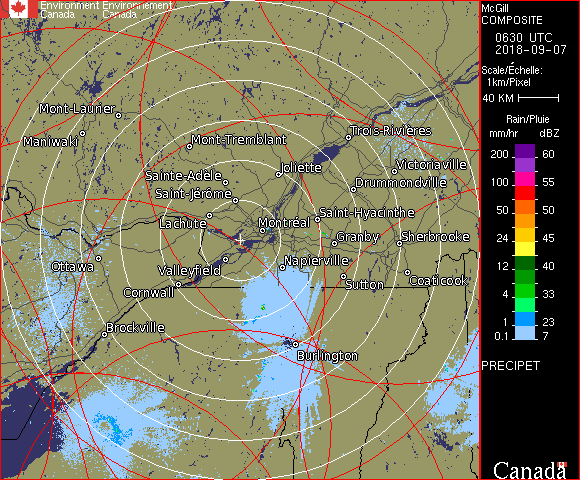 Environment Environnement
Canada Canada
McGill
COMPOSITE
0630 UTC
2018-09-07
Scale/Échelle:
1km/Pixel
40 KM
Rain/Pluie
mm/hr dBZ
200 60
100 55
50 50
24 45
12 40
4 33
1 23
0.1 7
PRECIPET
Canada
Mont-Laurier
Maniwaki
Mont-Tremblant
Trois-Rivières
Sainte-Adèle
Joliette
Victoriaville
Saint-Jérôme
Drummondville
Lachute
Montréal
Saint-Hyacinthe
Granby
Sherbrooke
Ottawa
Valleyfield
Napierville
Cornwall
Sutton
Coaticook
Brockville
Burlington